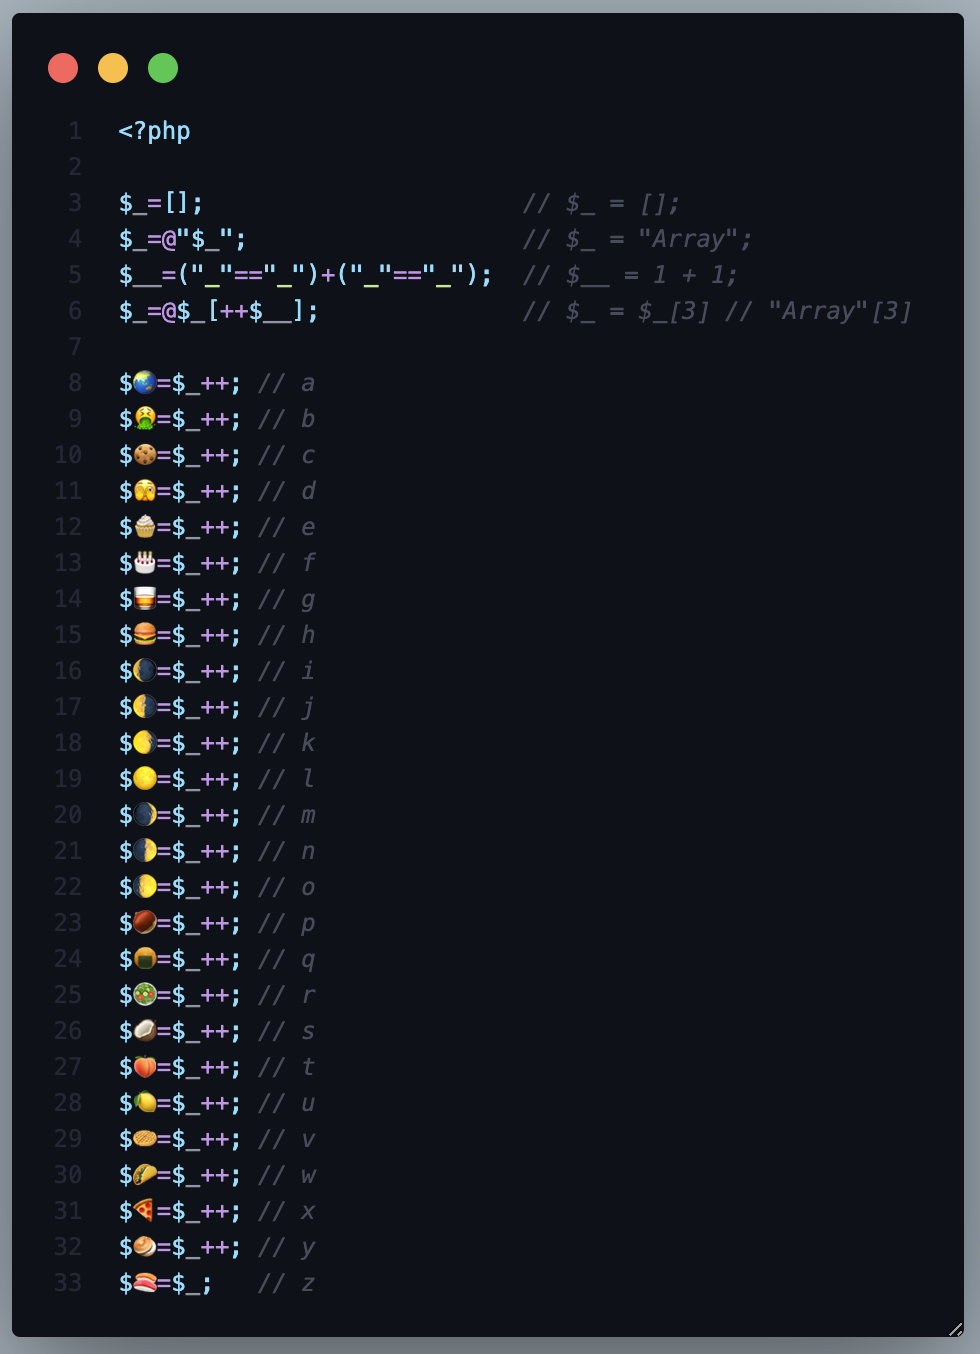 1 <?php
2
3 $_=[]; // $_ = [];
4 $_=@"$_"; // $_ = "Array";
5 $__=("_"=="_")+("_"=="_"); // $__ = 1 + 1;
6 $_=@$_[++$__]; // $_ = $_[3] // "Array"[3]
7
8 $🌏=$_++; // a
9 $🤮=$_++; // b
10 $🍪=$_++; // c
11 $🫣=$_++; // d
12 $🧁=$_++; // e
13 $🎂=$_++; // f
14 $🥃=$_++; // g
15 $🍔=$_++; // h
16 $🌘=$_++; // i
17 $🌗=$_++; // j
18 $🌖=$_++; // k
19 $🌕=$_++; // l
20 $🌒=$_++; // m
21 $🌓=$_++; // n
22 $🌔=$_++; // o
23 $🌰=$_++; // p
24 $🍘=$_++; // q
25 $🥗=$_++; // r
26 $🥥=$_++; // s
27 $🍑=$_++; // t
28 $🍋=$_++; // u
29 $🫓=$_++; // v
30 $🌮=$_++; // w
31 $🍕=$_++; // x
32 $🍥=$_++; // y
33 $🍣=$_; // z